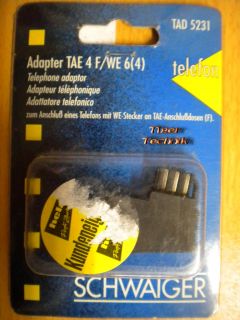 TAD 5231
Adapter TAE 4 F/WE 6(4)
telefon
Telephone adaptor
Adapteur téléphonique
Adattatore telefonico
zum Anschluß eines Telefons mit WE-Stecker an TAE-Anschlußdosen (F).
Technik
SCHWAIGER